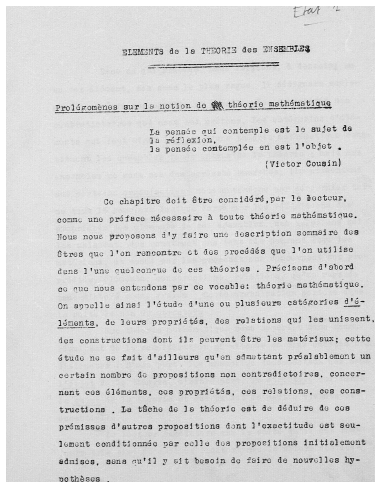 Etat 2
ELEMENTS de la THEORIE des ENSEMBLES
Prolégomènes sur la notion de théorie mathématique
La pensée qui contemple est le sujet de
la réflexion,
la pensée contemplée en est l'objet .
(Victor Cousin)
Ce chapitre doit être considéré,par le lecteur,
comme une préface nécessaire à toute théorie mathématique.
Nous nous proposons d'y faire une description sommaire des
êtres que l'on rencontre et des procédés que l'on utilise
dans l'une quelconque de ces théories . Précisons d'abord
ce que nous entendons par ce vocable: théorie mathématique.
On appelle ainsi l'étude d'une ou plusieurs catégories d'é-
léments, de leurs propriétés, des relations qui les unissent,
des constructions dont ils peuvent être les matériaux; cette
étude ne se fait d'ailleurs qu'en admettant préalablement un
certain nombre de propositions non contradictoires, concer-
nant ces éléments, ces propriétés, ces relations, ces cons-
tructions . La tâche de la théorie est de déduire de ces
prémisses d'autres propositions dont l'exactitude est seu-
lement conditionnée par celle des propositions initialement
admises, sans qu'il y ait besoin de faire de nouvelles hy-
pothèses .